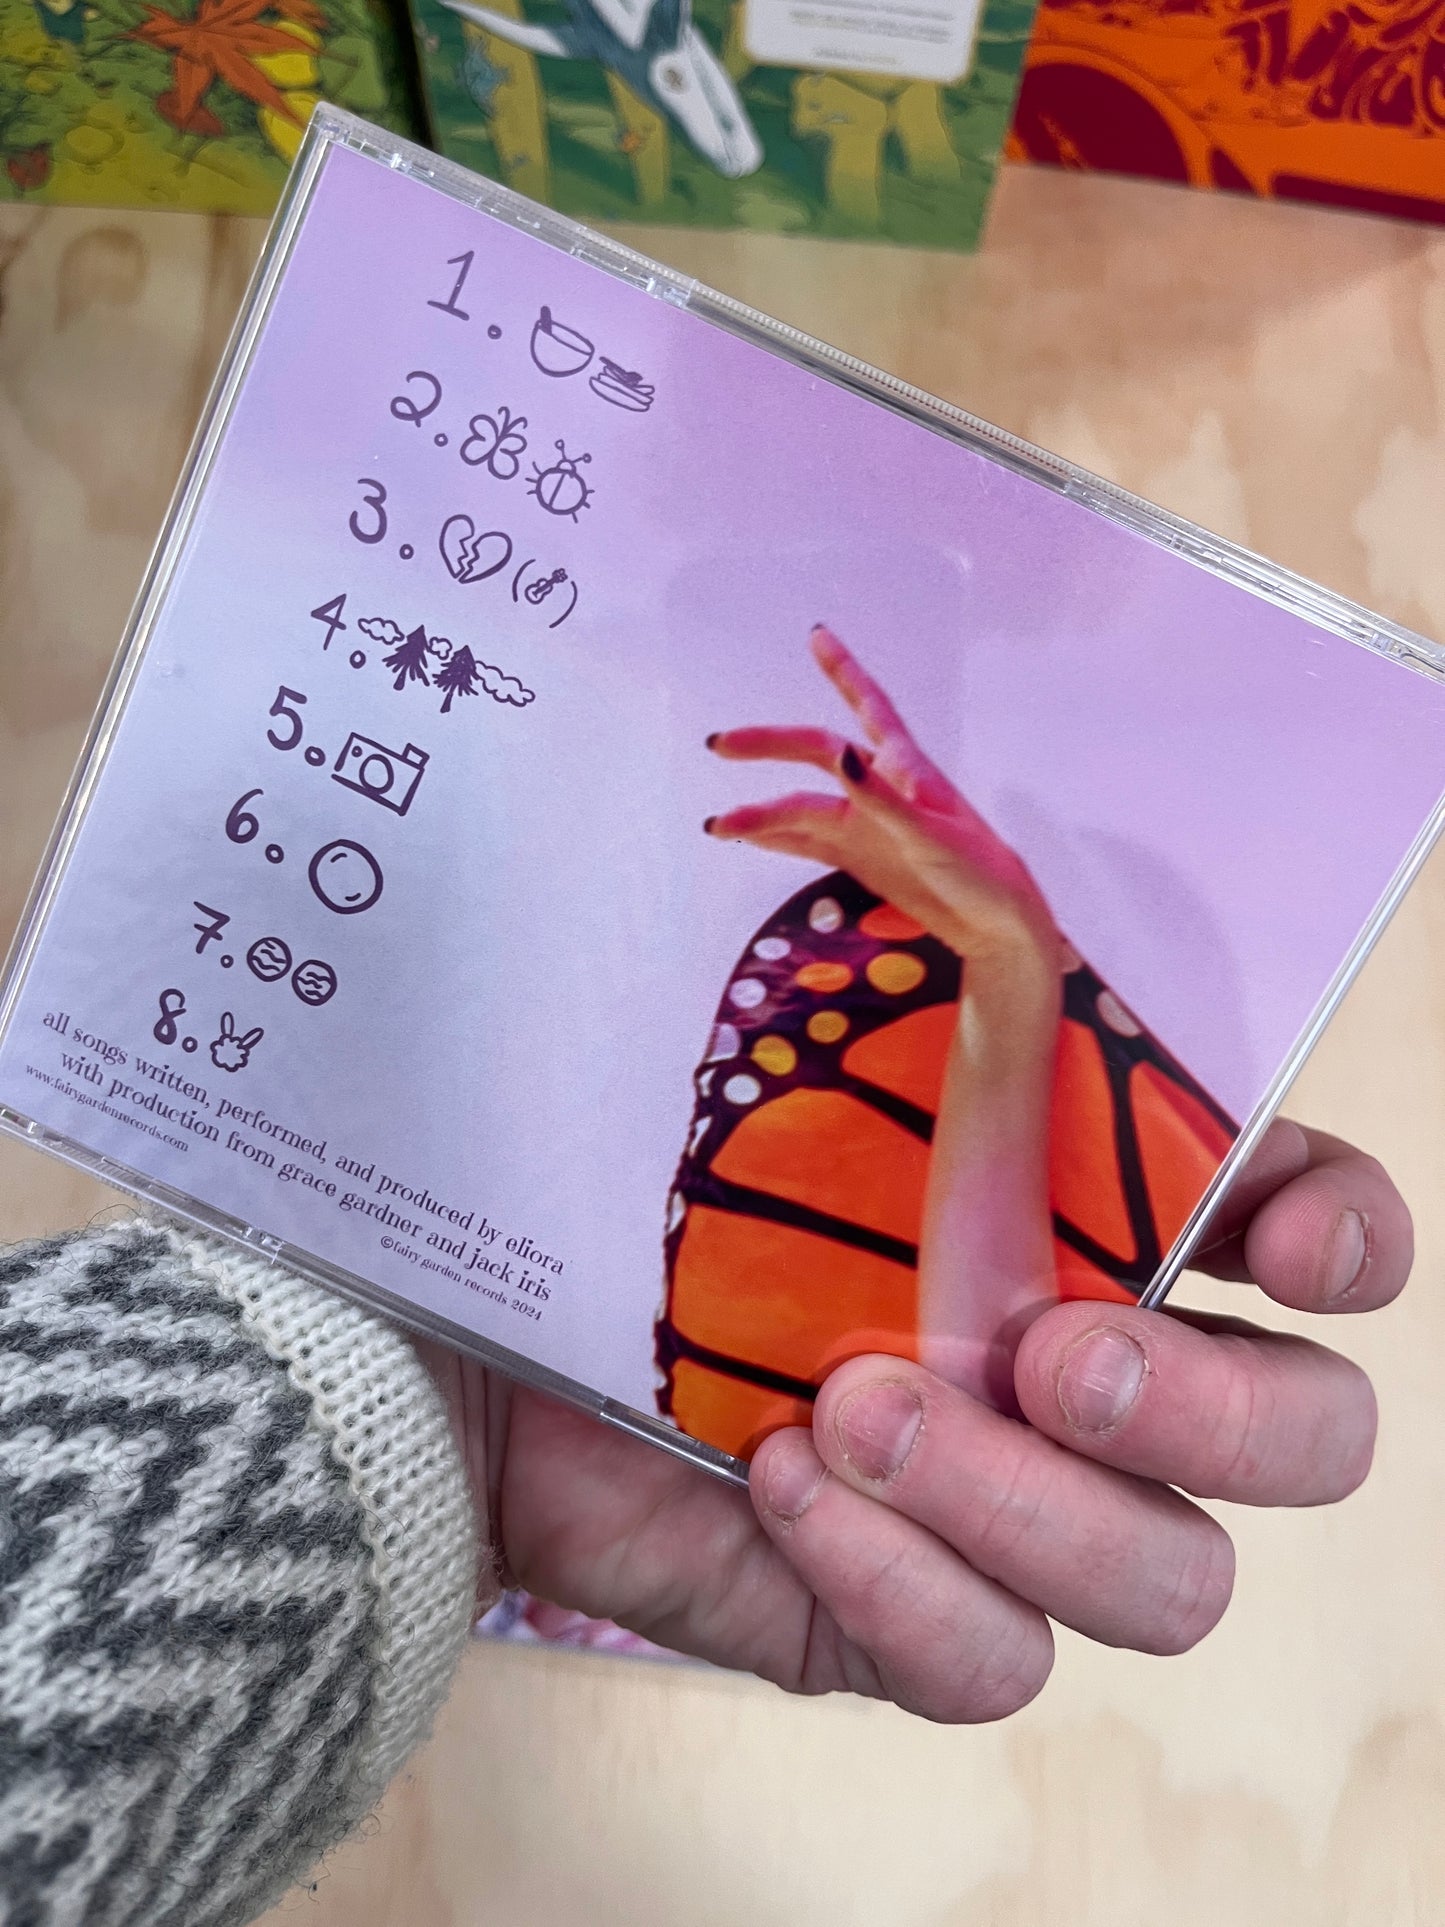 1.
2.
3. ( )
4.
5.
6.
7.
8.
all songs written, performed, and produced by eliora
with production from grace gardner and jack iris
www.fairygardenrecords.com
©fairy garden records 2024